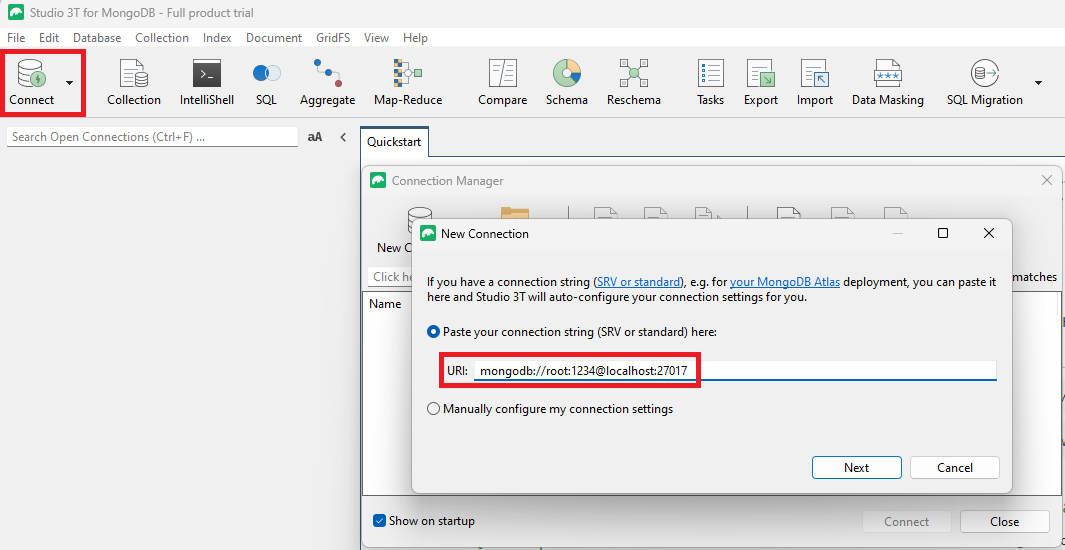 Studio 3T for MongoDB - Full product trial
File Edit Database Collection Index Document GridFS View Help
Connect Collection IntelliShell SQL Aggregate Map-Reduce Compare Schema Reschema Tasks Export Import Data Masking SQL Migration
Search Open Connections (Ctrl+F) ... aA
Quickstart
Connection Manager
New Connection
If you have a connection string (SRV or standard), e.g. for your MongoDB Atlas deployment, you can paste it
here and Studio 3T will auto-configure your connection settings for you.
matches
Name
Paste your connection string (SRV or standard) here:
URI: mongodb://root:1234@localhost:27017
Manually configure my connection settings
Next Cancel
Show on startup
Connect Close